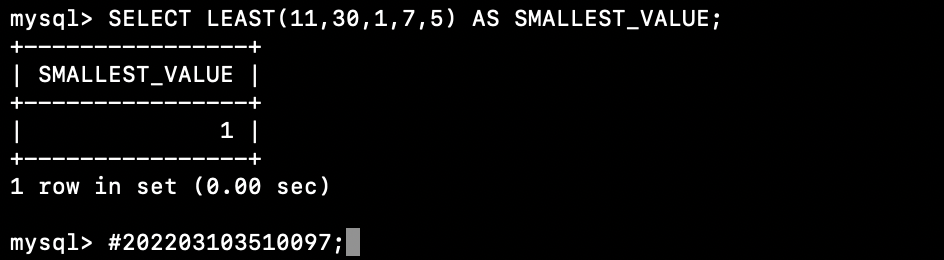 mysql> SELECT LEAST(11,30,1,7,5) AS SMALLEST_VALUE;
+----------------+
| SMALLEST_VALUE |
+----------------+
|              1 |
+----------------+
1 row in set (0.00 sec)
mysql> #202203103510097;